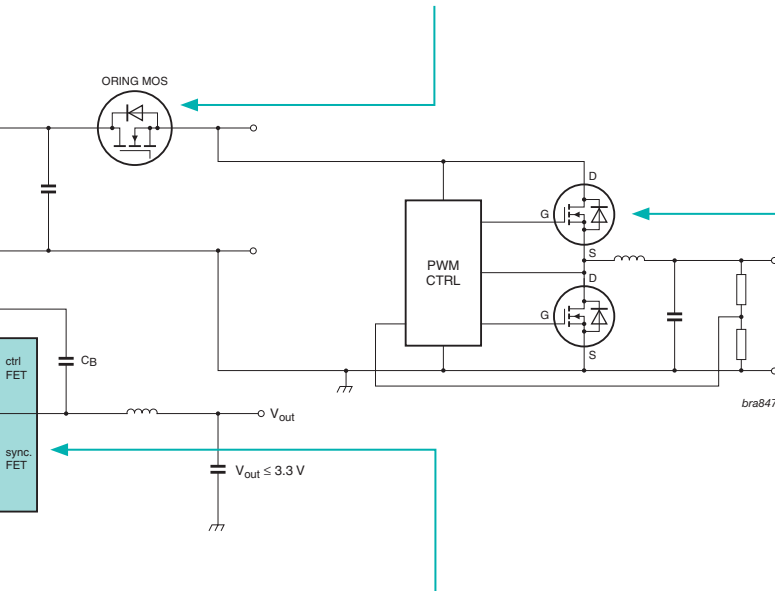 ORING MOS
D
G
S
PWM
CTRL
D
G
S
ctrl
FET
CB
sync.
FET
Vout
Vout ≤ 3.3 V
bra847